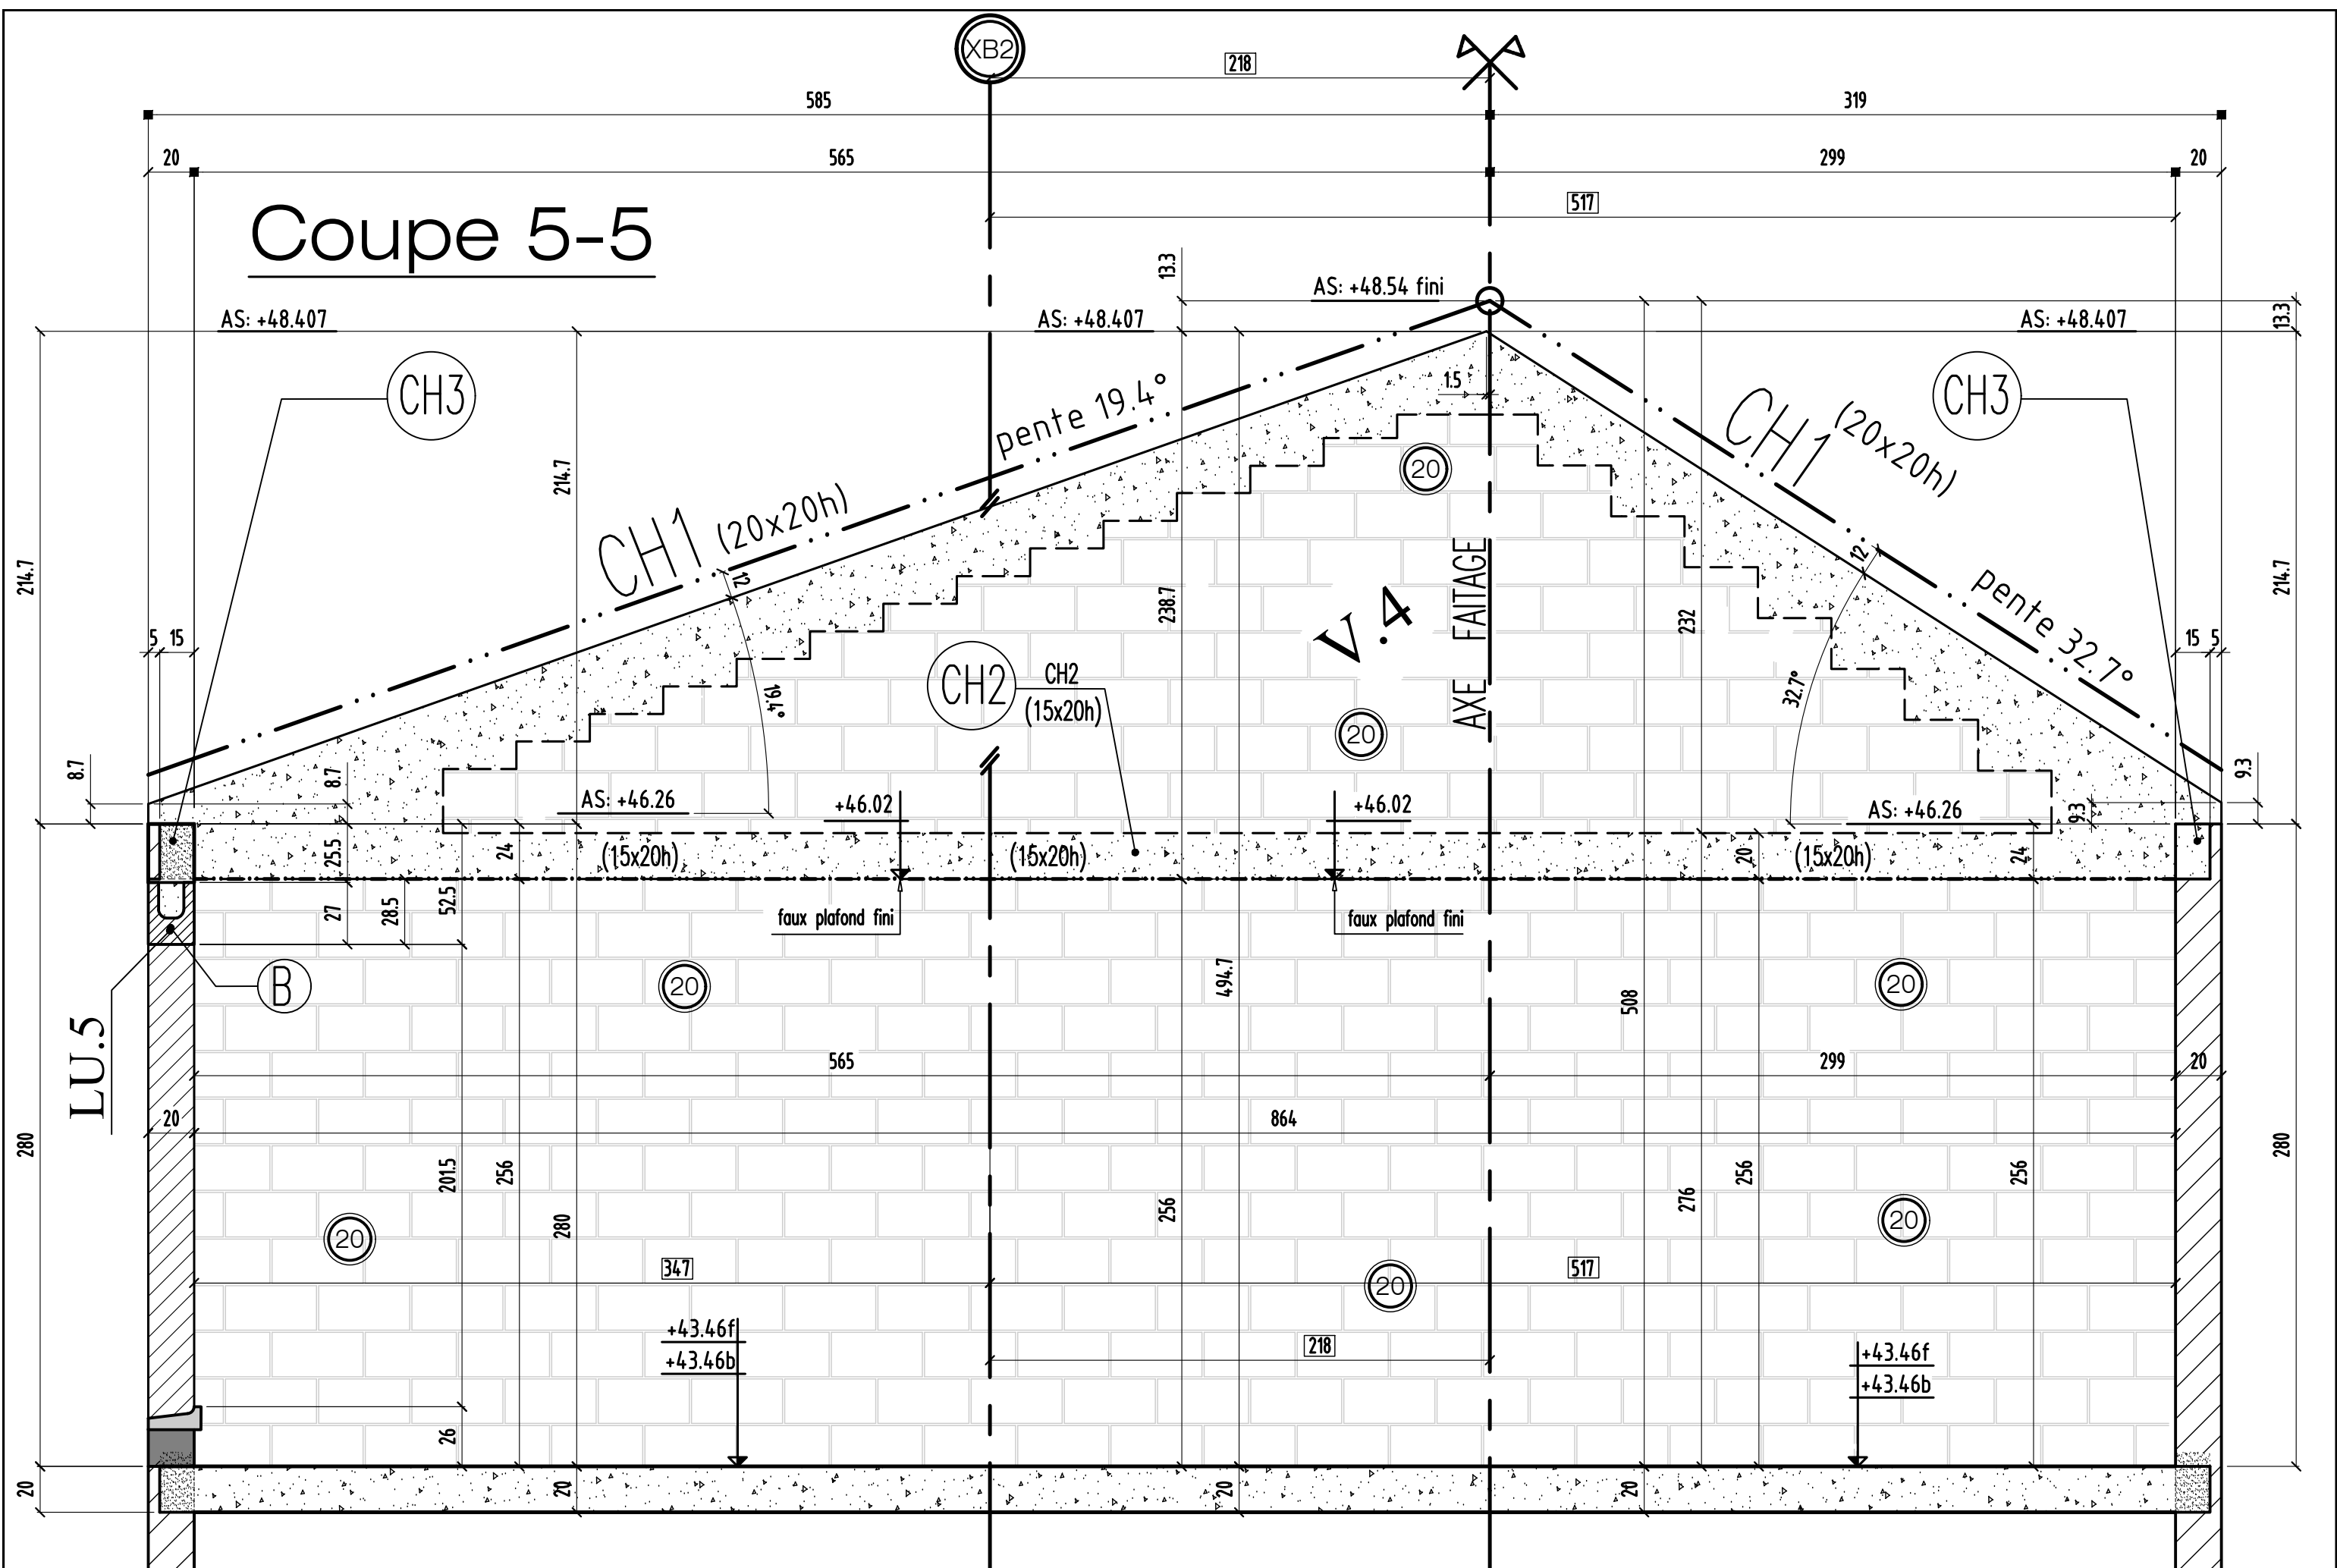 XB2
218
585
319
20
565
299
20
517
Coupe 5-5
13.3
AS: +48.54 fini
AS: +48.407
AS: +48.407
AS: +48.407
13.3
CH3
CH3
1.5
pente 19.4°
CH1 (20x20h)
CH1 (20x20h)
20
214.7
214.7
214.7
12
12
AXE FAITAGE
V.4
238.7
232
pente 32.7°
5 15
15 5
CH2
CH2
(15x20h)
19.4°
32.7°
20
8.7
8.7
9.3
9.3
AS: +46.26
+46.02
+46.02
AS: +46.26
25.5
24
(15x20h)
(15x20h)
20
(15x20h)
24
27
28.5
52.5
faux plafond fini
faux plafond fini
B
20
494.7
508
20
LU.5
565
299
20
20
864
280
201.5
256
280
256
276
256
256
280
20
20
347
517
20
218
+43.46f
+43.46b
+43.46f
+43.46b
26
20
20
20
20